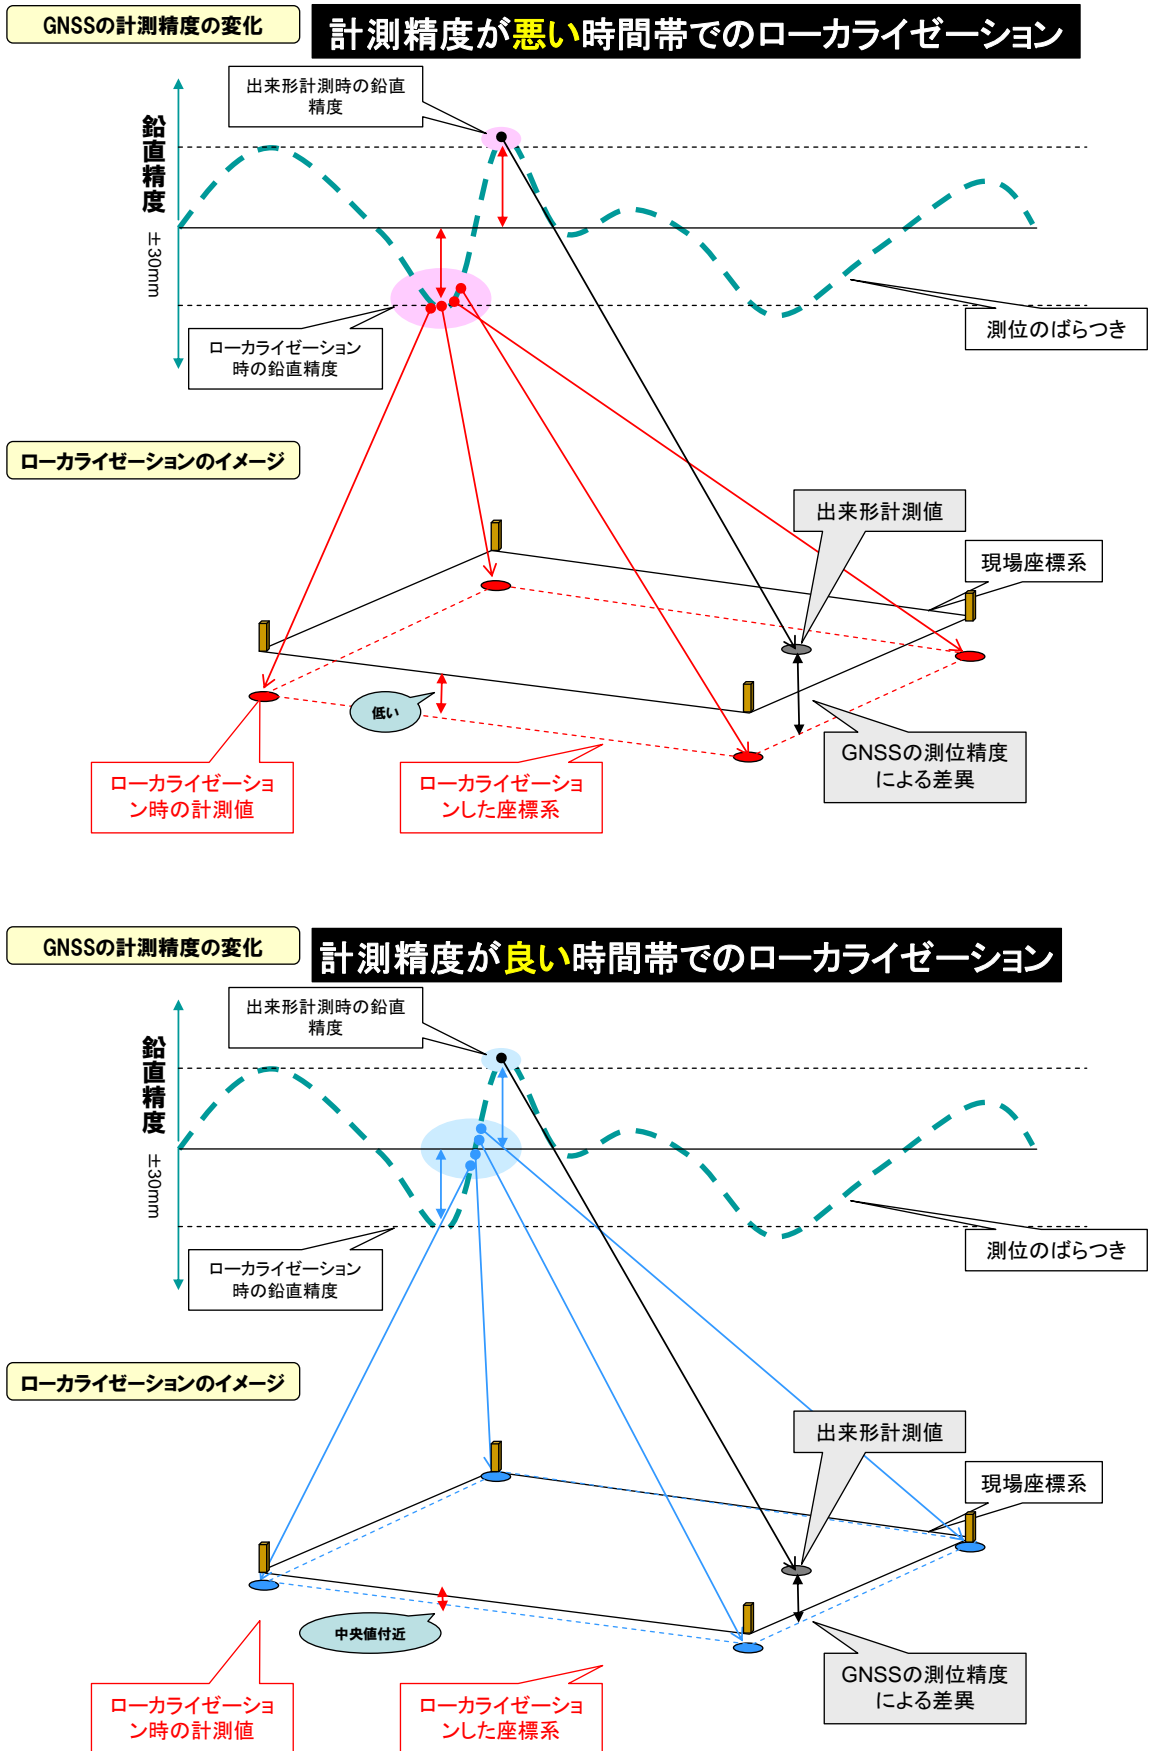 GNSSの計測精度の変化
計測精度が悪い時間帯でのローカライゼーション
出来形計測時の鉛直
精度
鉛直精度
±30mm
ローカライゼーション
時の鉛直精度
測位のばらつき
ローカライゼーションのイメージ
出来形計測値
現場座標系
低い
GNSSの測位精度
による差異
ローカライゼーショ
ン時の計測値
ローカライゼーショ
ンした座標系
GNSSの計測精度の変化
計測精度が良い時間帯でのローカライゼーション
出来形計測時の鉛直
精度
鉛直精度
±30mm
ローカライゼーション
時の鉛直精度
測位のばらつき
ローカライゼーションのイメージ
出来形計測値
現場座標系
中央値付近
GNSSの測位精度
による差異
ローカライゼーショ
ン時の計測値
ローカライゼーショ
ンした座標系